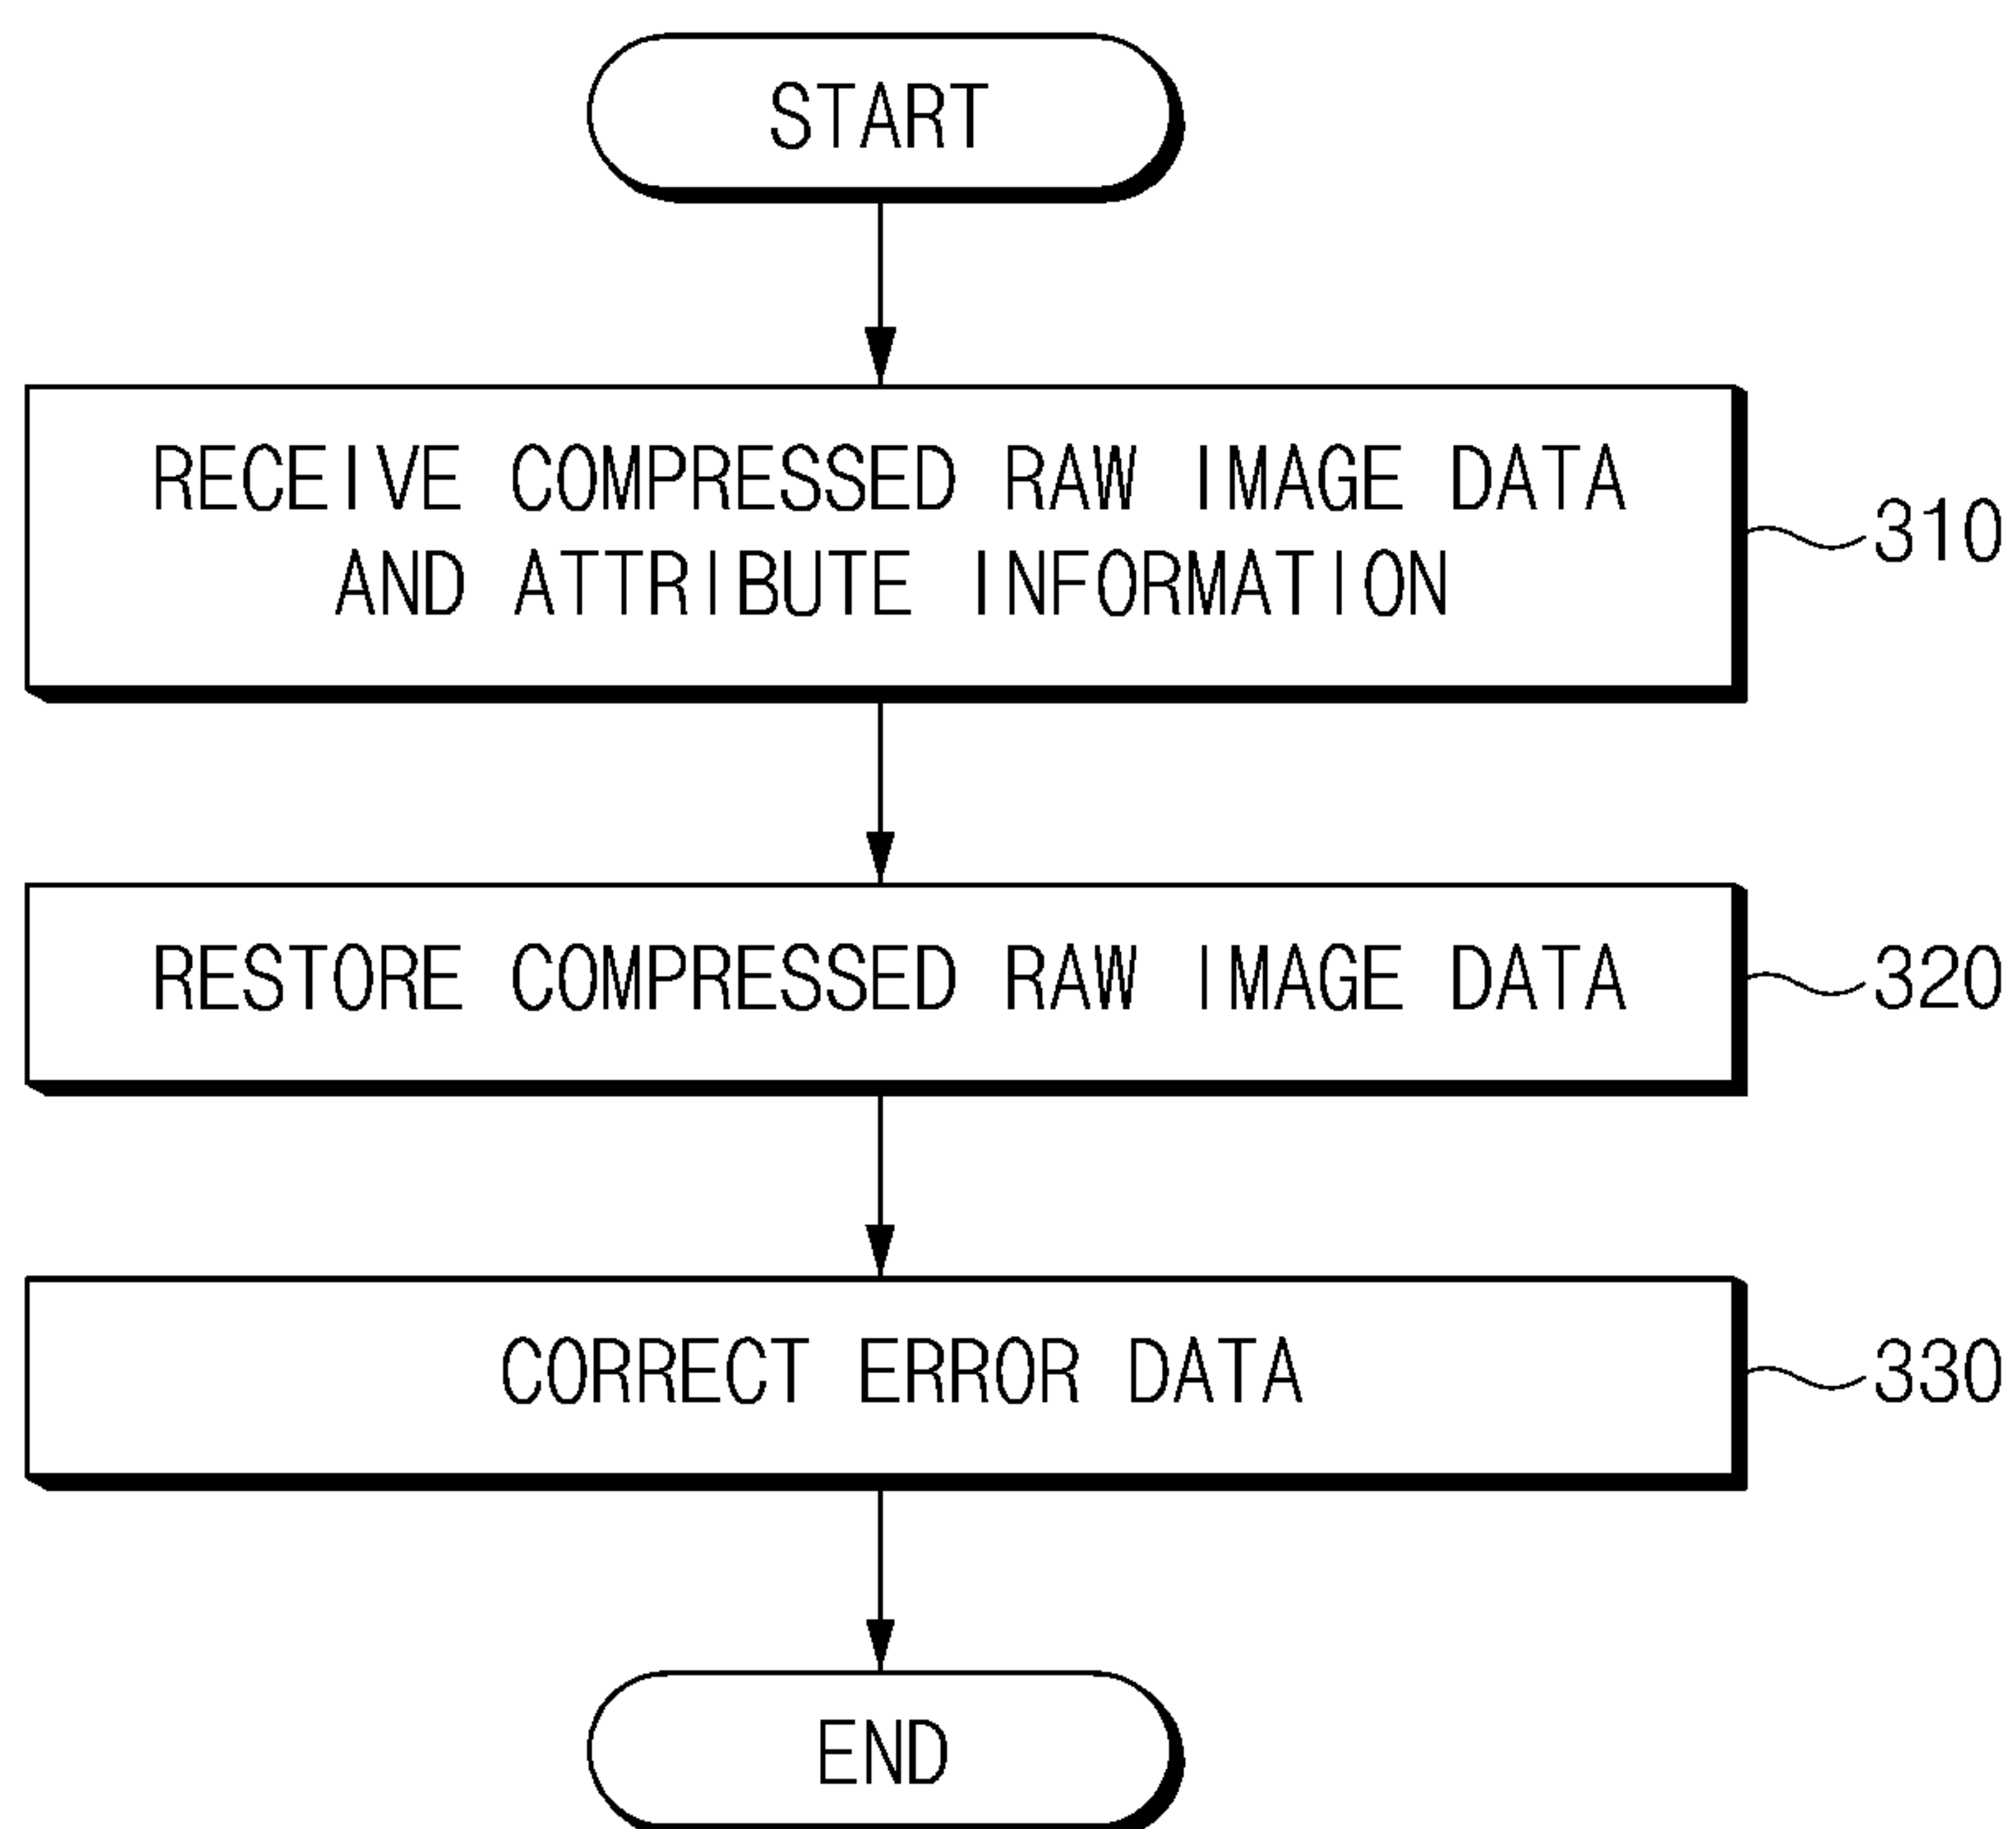 START
RECEIVE COMPRESSED RAW IMAGE DATA
AND ATTRIBUTE INFORMATION
310
RESTORE COMPRESSED RAW IMAGE DATA
320
CORRECT ERROR DATA
330
END